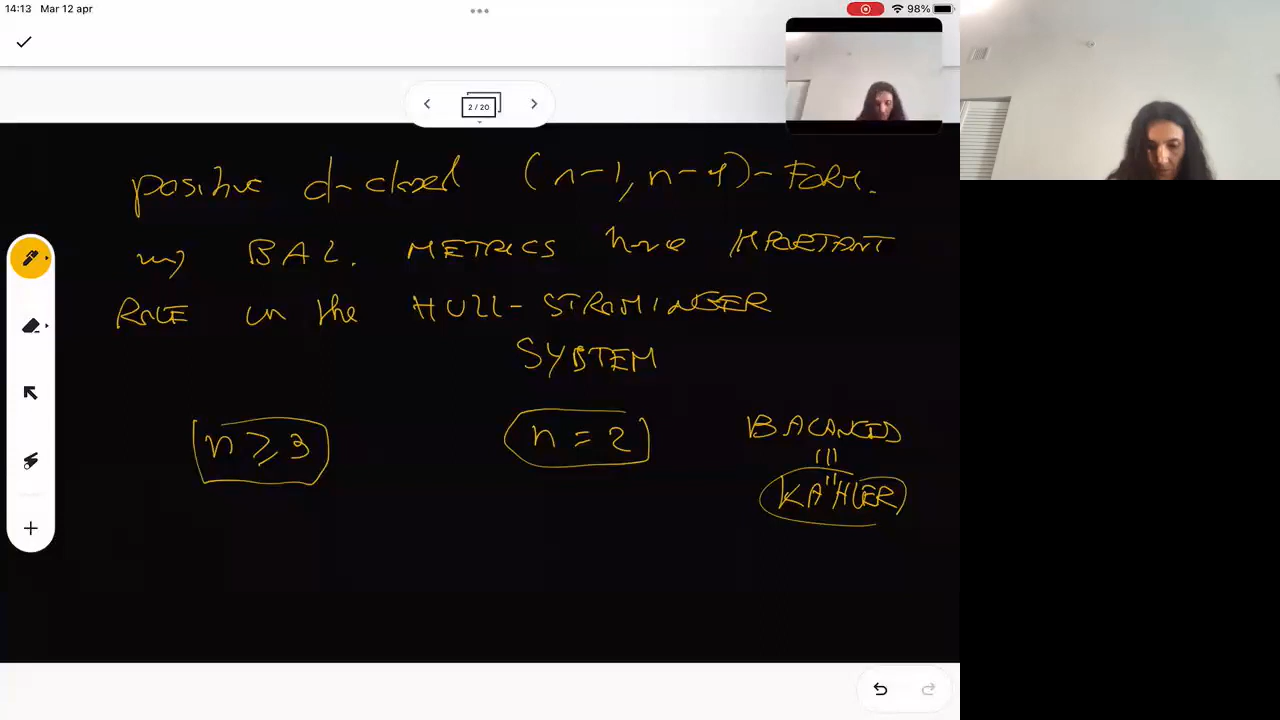 14:13 Mar 12 apr
98%
2 / 20
positive d-closed (n-1, n-1)-FORM.
BAL. METRICS have IMPORTANT
ROLE in the HULL-STROMINGER
SYSTEM
n ≥ 3 n = 2 BALANCED
KÄHLER